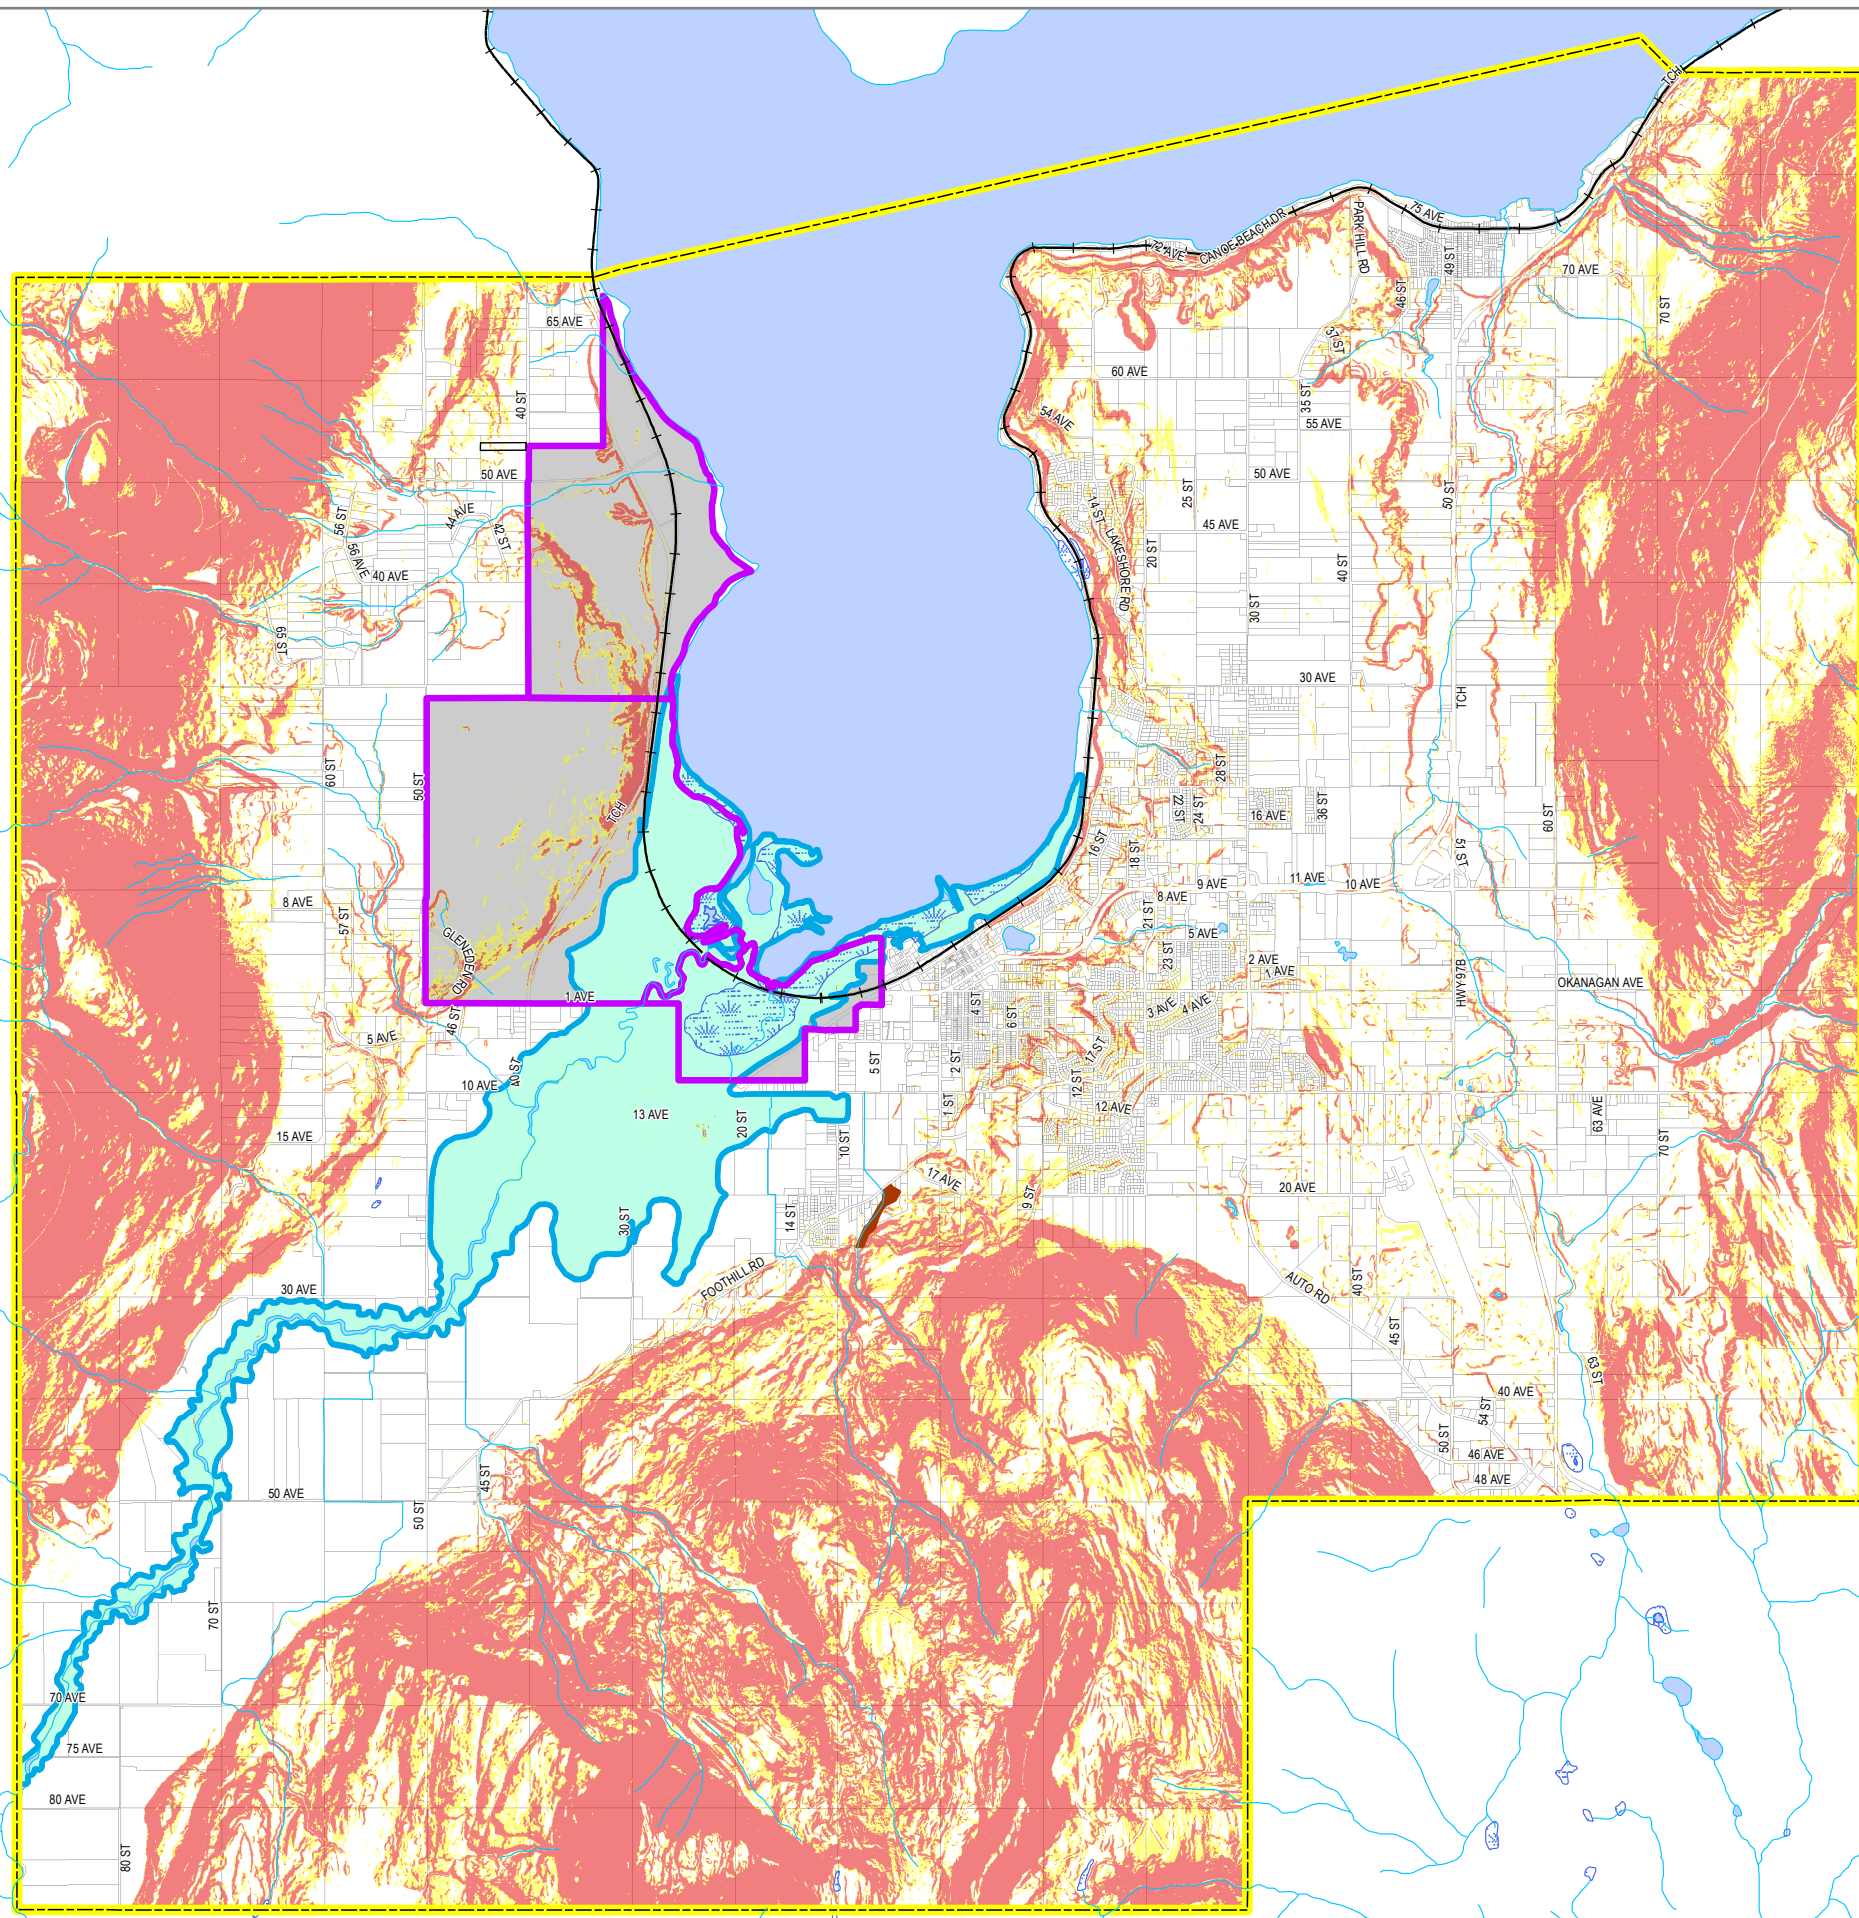 TCH
75 AVE
PARK HILL RD
CANOE BEACH DR
72 AVE
49 ST
70 AVE
46 ST
70 ST
65 AVE
37 ST
60 AVE
40 ST
35 ST
54 AVE
55 AVE
50 AVE
50 AVE
25 ST
50 ST
14 ST
56 ST
44 AVE
42 ST
45 AVE
LAKESHORE RD
20 ST
56 AVE
40 AVE
40 ST
30 ST
65 ST
30 AVE
TCH
60 ST
50 ST
28 ST
TCH
22 ST
24 ST
16 AVE
36 ST
60 ST
16 ST
18 ST
51 ST
9 AVE
11 AVE
10 AVE
8 AVE
8 AVE
57 ST
21 ST
5 AVE
GLENEDEN RD
23 ST
2 AVE
1 AVE
HWY 97B
OKANAGAN AVE
1 AVE
46 ST
4 ST
6 ST
3 AVE
4 AVE
5 AVE
17 ST
40 ST
5 ST
2 ST
10 AVE
12 ST
13 AVE
20 ST
1 ST
12 AVE
63 AVE
15 AVE
10 ST
70 ST
17 AVE
9 ST
20 AVE
14 ST
30 ST
FOOTHILL RD
30 AVE
AUTO RD
40 ST
45 ST
63 ST
40 AVE
54 ST
50 ST
46 AVE
48 AVE
45 ST
50 AVE
50 ST
70 ST
70 AVE
75 AVE
80 AVE
80 ST